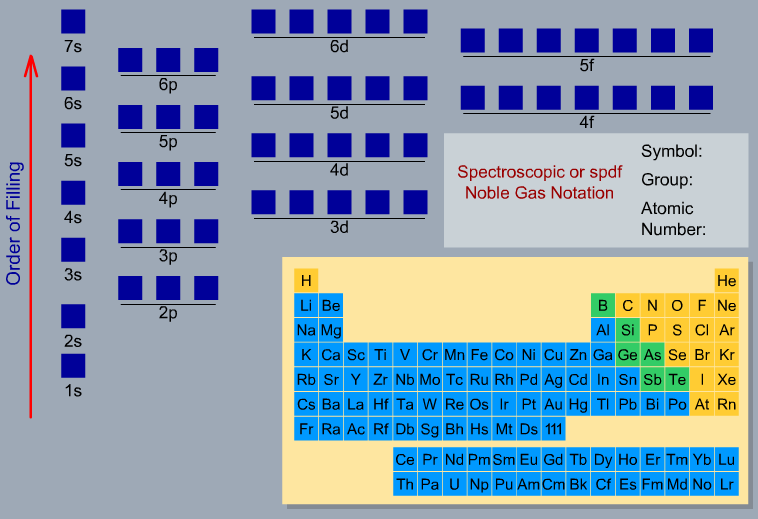 Order of Filling
7s
6s
5s
4s
3s
2s
1s
6p
5p
4p
3p
2p
6d
5d
4d
3d
5f
4f
Spectroscopic or spdf
Noble Gas Notation
Symbol:
Group:
Atomic
Number:
H He
Li Be B C N O F Ne
Na Mg Al Si P S Cl Ar
K Ca Sc Ti V Cr Mn Fe Co Ni Cu Zn Ga Ge As Se Br Kr
Rb Sr Y Zr Nb Mo Tc Ru Rh Pd Ag Cd In Sn Sb Te I Xe
Cs Ba La Hf Ta W Re Os Ir Pt Au Hg Tl Pb Bi Po At Rn
Fr Ra Ac Rf Db Sg Bh Hs Mt Ds 111
Ce Pr Nd Pm Sm Eu Gd Tb Dy Ho Er Tm Yb Lu
Th Pa U Np Pu Am Cm Bk Cf Es Fm Md No Lr